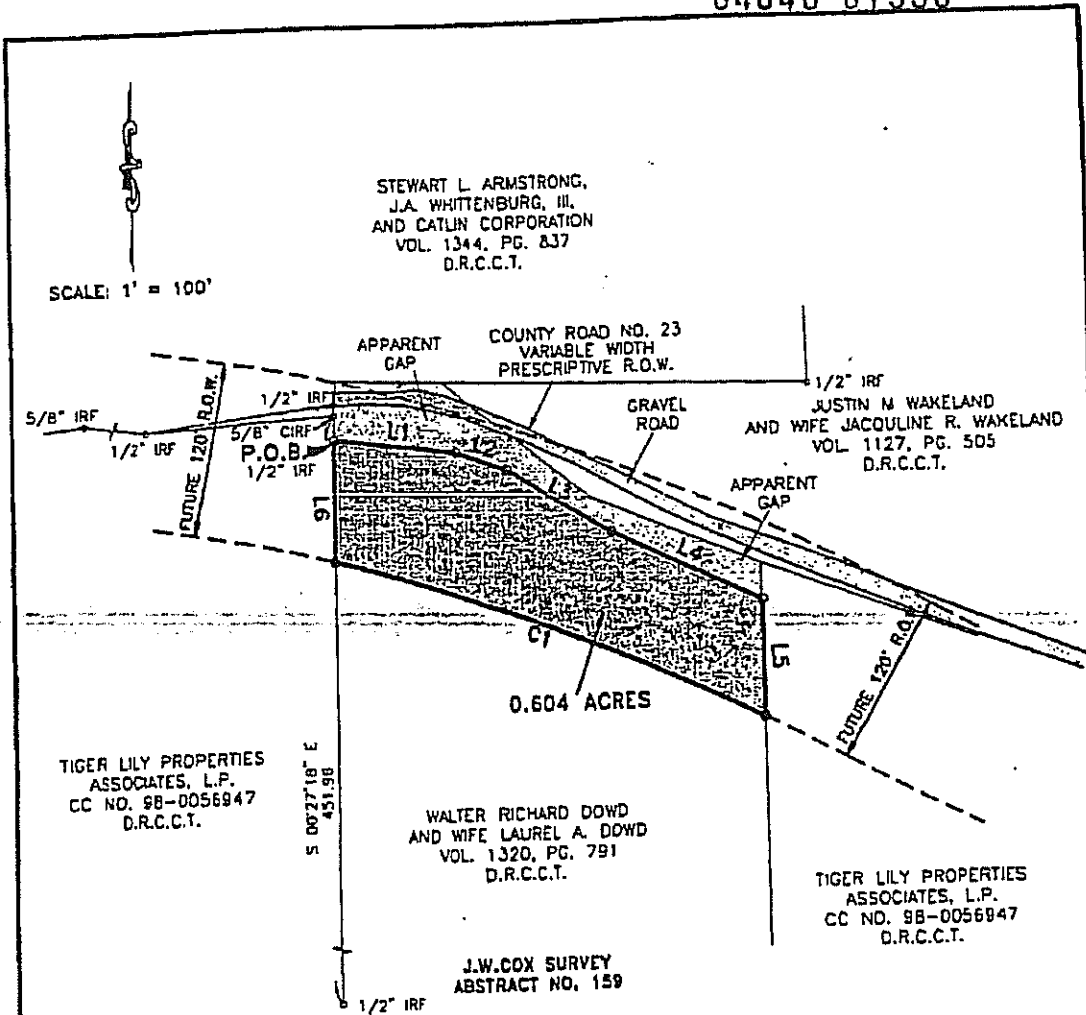 STEWART L. ARMSTRONG,
J.A. WHITTENBURG, III,
AND CATLIN CORPORATION
VOL. 1344, PG. 837
D.R.C.C.T.
SCALE: 1' = 100'
APPARENT
GAP
COUNTY ROAD NO. 23
VARIABLE WIDTH
PRESCRIPTIVE R.O.W.
1/2" IRF
GRAVEL
ROAD
1/2" IRF
JUSTIN M WAKELAND
AND WIFE JACQULINE R. WAKELAND
VOL 1127, PG. 505
D.R.C.C.T.
5/8" IRF
1/2" IRF
5/8" CIRF
P.O.B.
1/2" IRF
FUTURE 120' R.O.W.
L1
L2
L3
L4
APPARENT
GAP
L6
C1
L5
0.604 ACRES
FUTURE 120' R.O.
TIGER LILY PROPERTIES
ASSOCIATES, L.P.
CC NO. 98-0056947
D.R.C.C.T.
S 00°27'18" E
451.98
WALTER RICHARD DOWD
AND WIFE LAUREL A. DOWD
VOL. 1320, PG. 791
D.R.C.C.T.
TIGER LILY PROPERTIES
ASSOCIATES, L.P.
CC NO. 98-0056947
D.R.C.C.T.
J.W.COX SURVEY
ABSTRACT NO. 159
1/2" IRF